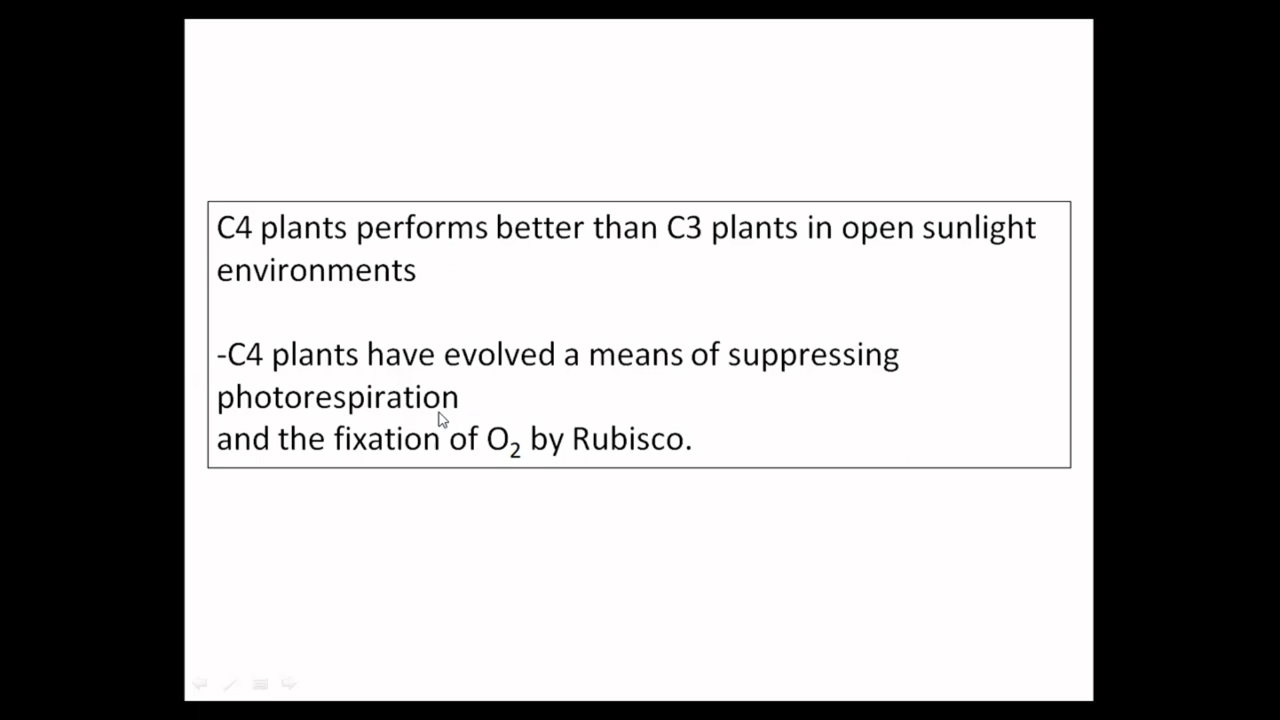 C4 plants performs better than C3 plants in open sunlight
environments
-C4 plants have evolved a means of suppressing
photorespiration
and the fixation of O₂ by Rubisco.